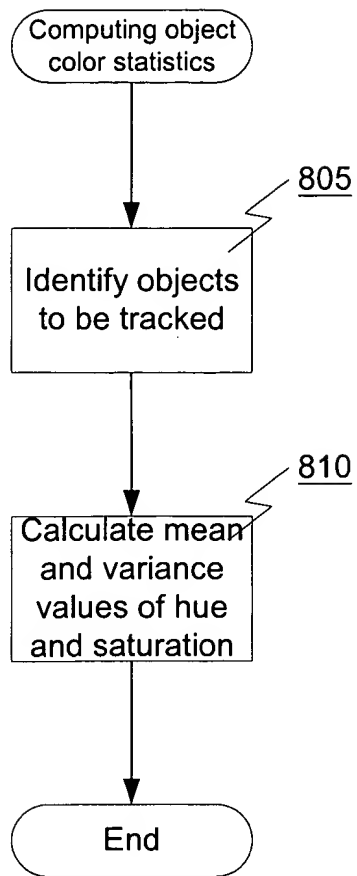 Computing object
color statistics
805
Identify objects
to be tracked
810
Calculate mean
and variance
values of hue
and saturation
End